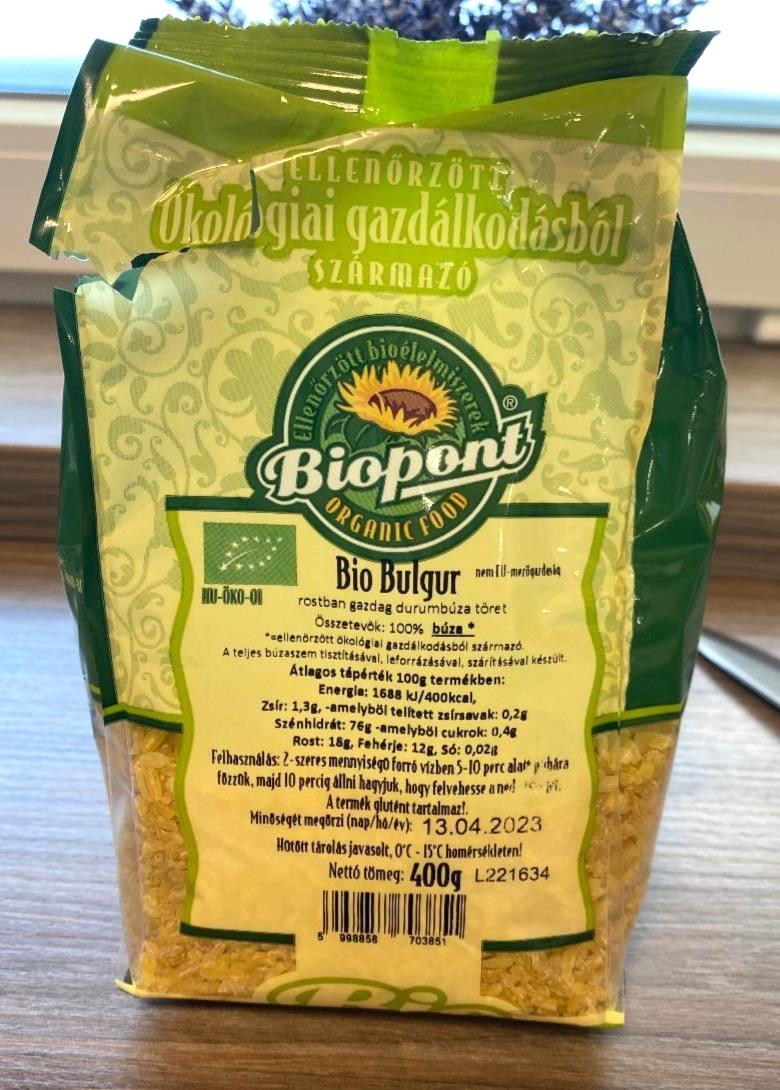 ELLENŐRZÖTT
Ökológiai gazdálkodásból
SZÁRMAZÓ
Ellenőrzött bioélelmiszerek
Biopont®
ORGANIC FOOD
HU-ÖKO-01
Bio Bulgur nem EU-mezőgazdaság
rostban gazdag durumbúza töret
Összetevők: 100% búza *
*=ellenőrzött ökológiai gazdálkodásból származó.
A teljes búzaszem tisztításával, leforrázásával, szárításával készült.
Átlagos tápérték 100g termékben:
Energia: 1688 kJ/400kcal,
Zsír: 1,3g, -amelyből telített zsírsavak: 0,2g
Szénhidrát: 76g -amelyből cukrok: 0,4g
Rost: 18g, Fehérje: 12g, Só: 0,02g
Felhasználás: 2-szeres mennyiségű forró vízben 5-10 perc alatt
főzzük, majd 10 percig állni hagyjuk, hogy felvehesse a
A termék glutént tartalmaz!.
Minőségét megőrzi (nap/hó/év): 13.04.2023
Hűtött tárolás javasolt, 0°C - 15°C homérsékleten!
Nettó tömeg: 400g L221634
5 998858 703851
Bio